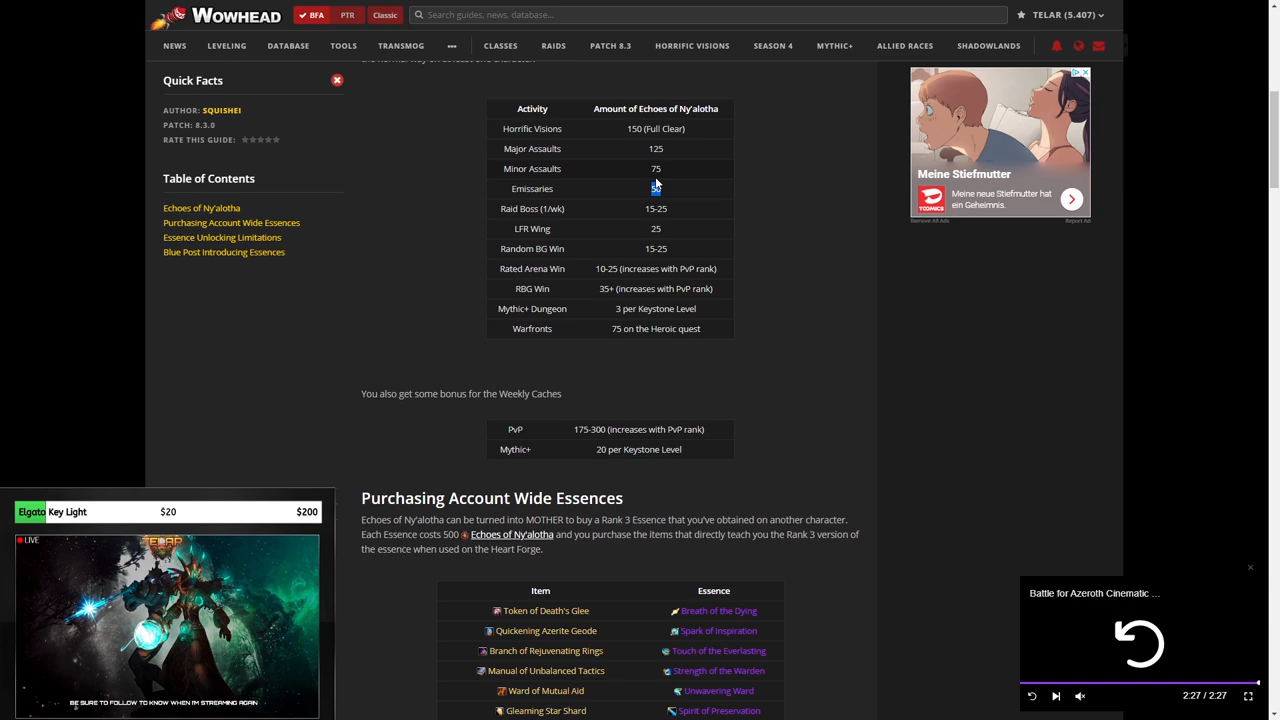 WOWHEAD
BFA PTR Classic
Search guides, news, database...
TELAR (5.407)
NEWS LEVELING DATABASE TOOLS TRANSMOG ••• CLASSES RAIDS PATCH 8.3 HORRIFIC VISIONS SEASON 4 MYTHIC+ ALLIED RACES SHADOWLANDS
Quick Facts
AUTHOR: SQUISHEI
PATCH: 8.3.0
RATE THIS GUIDE:
Table of Contents
Echoes of Ny'alotha
Purchasing Account Wide Essences
Essence Unlocking Limitations
Blue Post Introducing Essences
Activity Amount of Echoes of Ny'alotha
Horrific Visions 150 (Full Clear)
Major Assaults 125
Minor Assaults 75
Emissaries 50
Raid Boss (1/wk) 15-25
LFR Wing 25
Random BG Win 15-25
Rated Arena Win 10-25 (increases with PvP rank)
RBG Win 35+ (increases with PvP rank)
Mythic+ Dungeon 3 per Keystone Level
Warfronts 75 on the Heroic quest
You also get some bonus for the Weekly Caches
PvP 175-300 (increases with PvP rank)
Mythic+ 20 per Keystone Level
Purchasing Account Wide Essences
Echoes of Ny'alotha can be turned into MOTHER to buy a Rank 3 Essence that you've obtained on another character.
Each Essence costs 500 Echoes of Ny'alotha and you purchase the items that directly teach you the Rank 3 version of
the essence when used on the Heart Forge.
Item Essence
Token of Death's Glee Breath of the Dying
Quickening Azerite Geode Spark of Inspiration
Branch of Rejuvenating Rings Touch of the Everlasting
Manual of Unbalanced Tactics Strength of the Warden
Ward of Mutual Aid Unwavering Ward
Gleaming Star Shard Spirit of Preservation
Meine Stiefmutter
TCOMICS
Meine neue Stiefmutter hat
ein Geheimnis.
Remove All Ads Report Ad
Elgato Key Light $20 $200
LIVE
TELAR
BE SURE TO FOLLOW TO KNOW WHEN I'M STREAMING AGAIN
Battle for Azeroth Cinematic ...
2:27 / 2:27